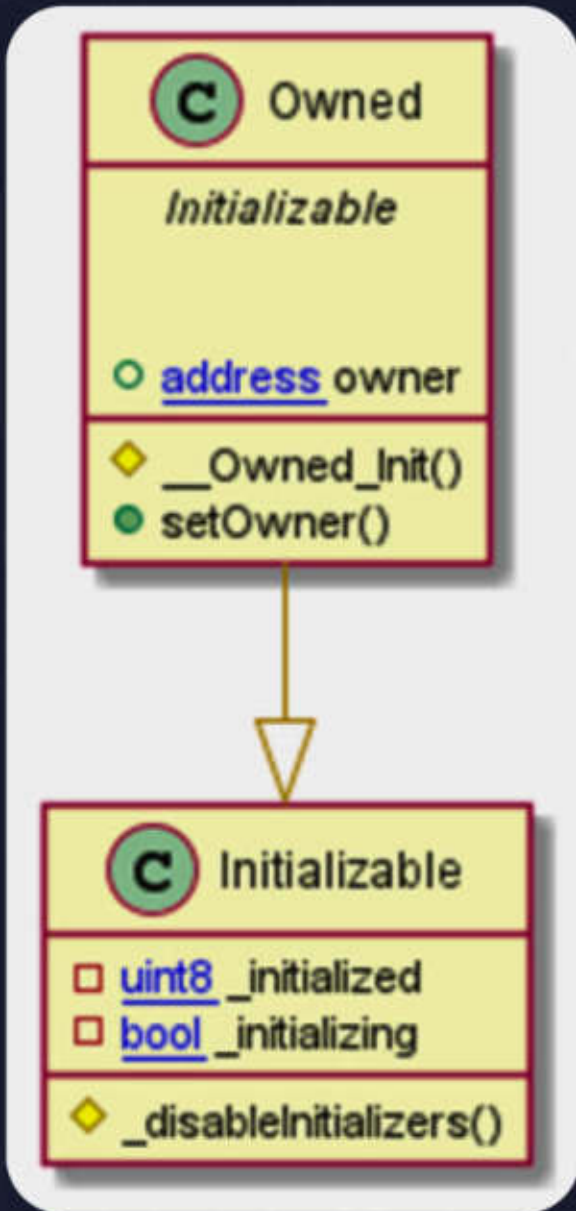 C Owned
Initializable
address owner
__Owned_Init()
setOwner()
C Initializable
uint8 _initialized
bool _initializing
_disableInitializers()